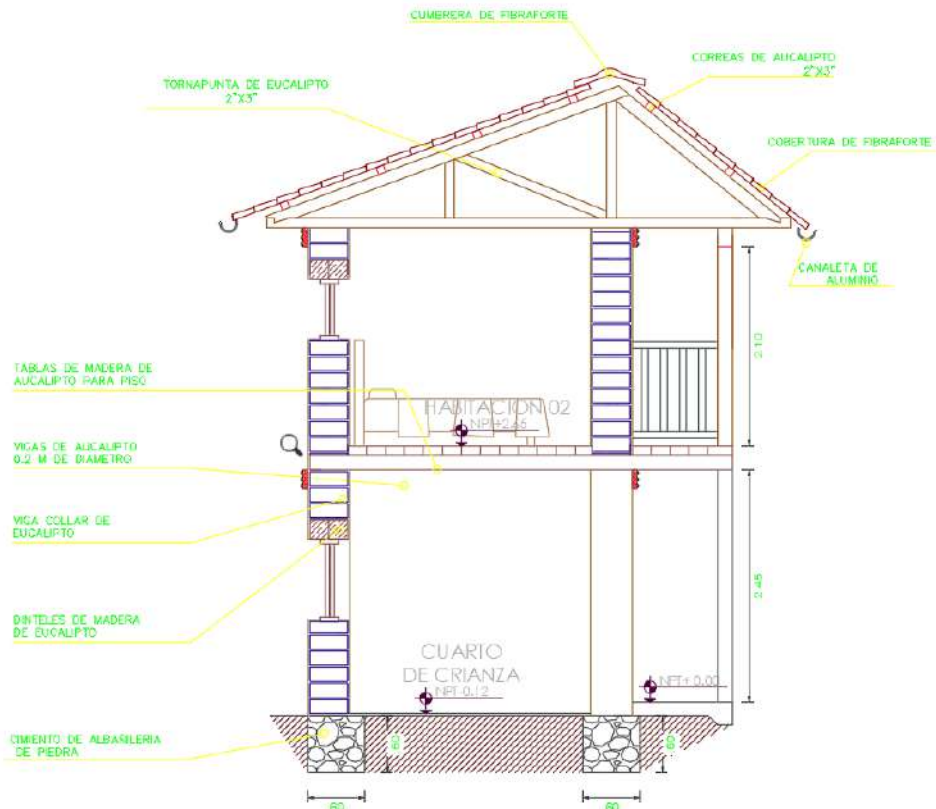 CUMBRERA DE FIBRAFORTE
CORREAS DE AUCALIPTO
2"X3"
TORNAPUNTA DE EUCALIPTO
2"X3"
COBERTURA DE FIBRAFORTE
CANALETA DE
ALUMINIO
2.10
TABLAS DE MADERA DE
AUCALIPTO PARA PISO
HABITACION 02
NPT+2.65
VIGAS DE AUCALIPTO
0.2 M DE DIAMETRO
VIGA COLLAR DE
EUCALIPTO
2.45
DINTELES DE MADERA
DE EUCALIPTO
CUARTO
DE CRIANZA
NPT-0.12
NPT+0.00
CIMIENTO DE ALBAÑILERIA
DE PIEDRA
.60
.60
.60
.60